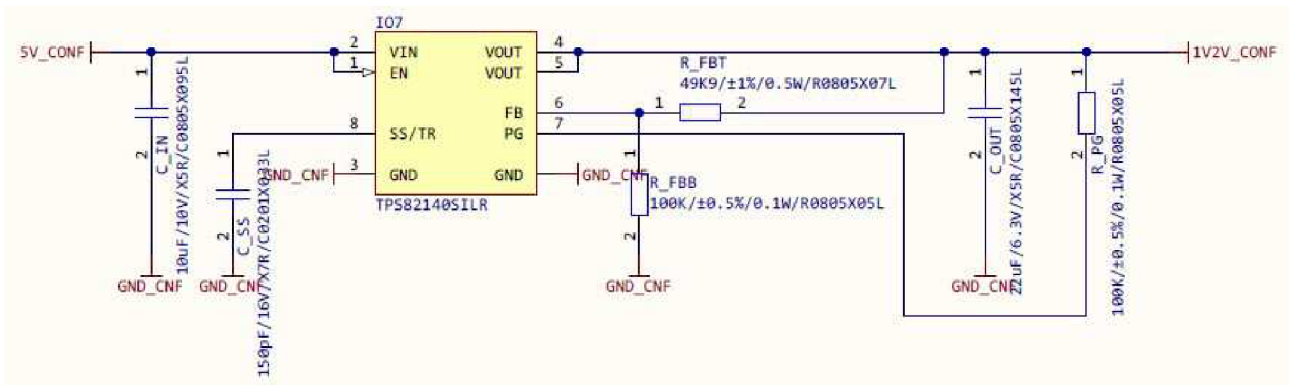 IO7
5V_CONF
2
VIN
VOUT
4
1
EN
VOUT
5
1V2V_CONF
R_FBT
49K9/±1%/0.5W/R0805X07L
FB
6
1
2
8
SS/TR
PG
7
3
GND
GND
GND_CNF
GND_CNF
TPS82140SILR
1
2
C_IN
10uF/10V/X5R/C0805X095L
GND_CNF
1
2
C_SS
150pF/16V/X7R/C0201X033L
GND_CNF
1
R_FBB
100K/±0.5%/0.1W/R0805X05L
2
GND_CNF
1
2
C_OUT
22uF/6.3V/X5R/C0805X145L
GND_CNF
1
2
R_PG
100K/±0.5%/0.1W/R0805X05L